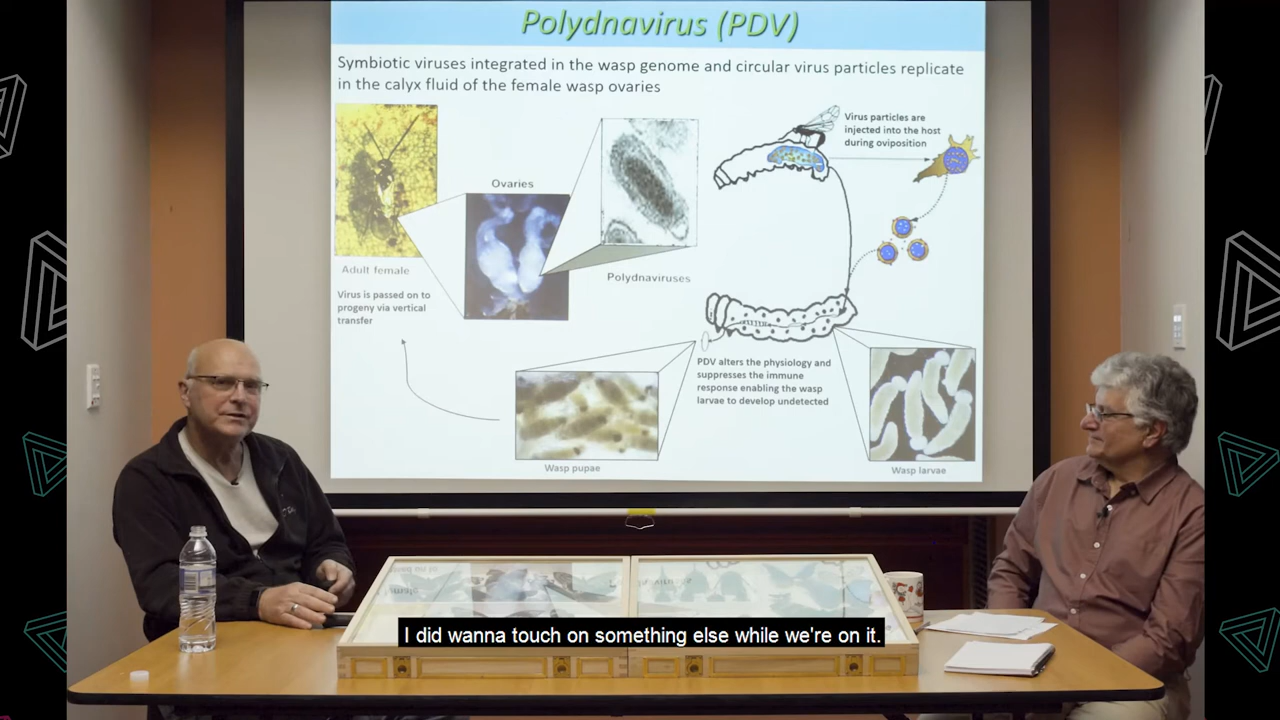 Polydnavirus (PDV)
Symbiotic viruses integrated in the wasp genome and circular virus particles replicate
in the calyx fluid of the female wasp ovaries
Virus particles are
injected into the host
during oviposition
Ovaries
Adult female
Polydnaviruses
Virus is passed on to
progeny via vertical
transfer
PDV alters the physiology and
suppresses the immune
response enabling the wasp
larvae to develop undetected
Wasp pupae
Wasp larvae
I did wanna touch on something else while we're on it.